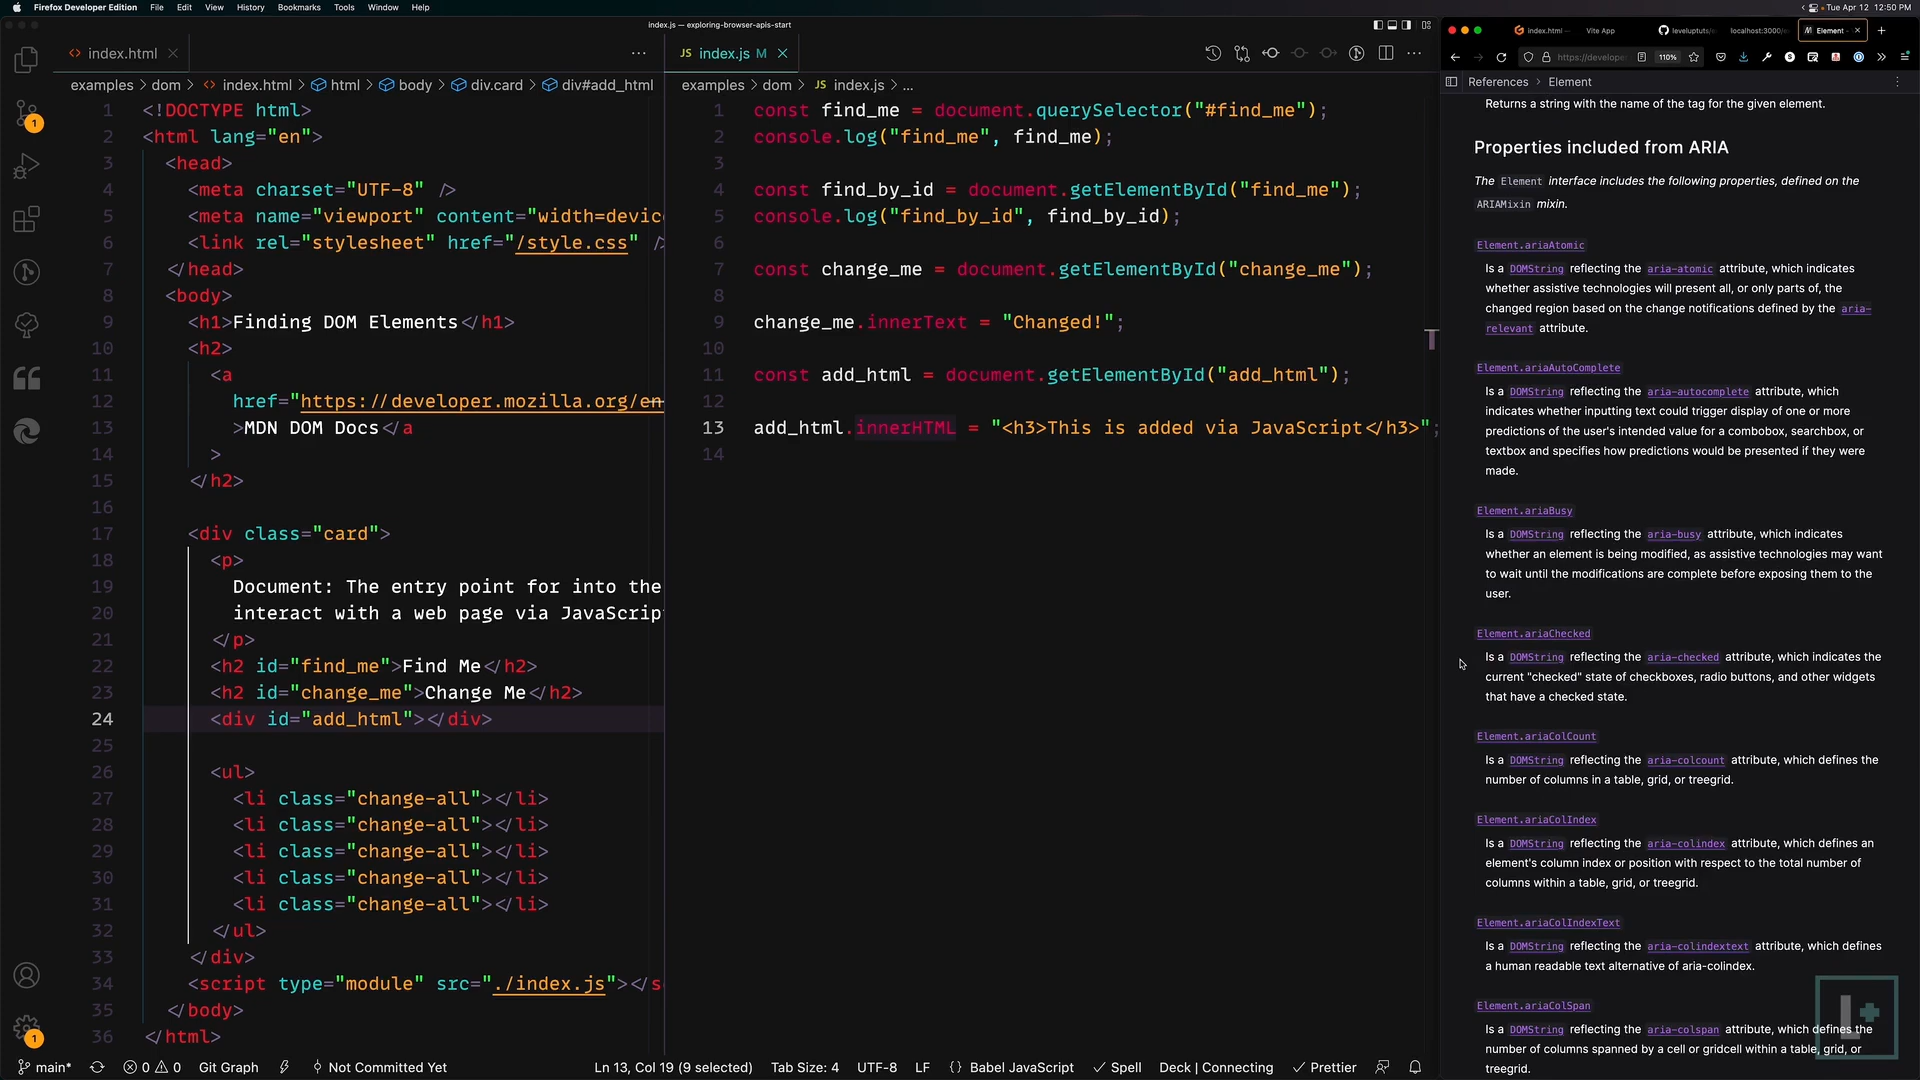 Firefox Developer Edition File Edit View History Bookmarks Tools Window Help
Tue Apr 12 12:50 PM
index.js — exploring-browser-apis-start
index.html
examples > dom > index.html > html > body > div.card > div#add_html
1 <!DOCTYPE html>
2 <html lang="en">
3 <head>
4 <meta charset="UTF-8" />
5 <meta name="viewport" content="width=devic
6 <link rel="stylesheet" href="/style.css" />
7 </head>
8 <body>
9 <h1>Finding DOM Elements</h1>
10 <h2>
11 <a
12 href="https://developer.mozilla.org/en-
13 >MDN DOM Docs</a
14 >
15 </h2>
16
17 <div class="card">
18 <p>
19 Document: The entry point for into the
20 interact with a web page via JavaScrip
21 </p>
22 <h2 id="find_me">Find Me</h2>
23 <h2 id="change_me">Change Me</h2>
24 <div id="add_html"></div>
25
26 <ul>
27 <li class="change-all"></li>
28 <li class="change-all"></li>
29 <li class="change-all"></li>
30 <li class="change-all"></li>
31 <li class="change-all"></li>
32 </ul>
33 </div>
34 <script type="module" src="./index.js"></s
35 </body>
36 </html>
JS index.js M
examples > dom > JS index.js > ...
1 const find_me = document.querySelector("#find_me");
2 console.log("find_me", find_me);
3
4 const find_by_id = document.getElementById("find_me");
5 console.log("find_by_id", find_by_id);
6
7 const change_me = document.getElementById("change_me");
8
9 change_me.innerText = "Changed!";
10
11 const add_html = document.getElementById("add_html");
12
13 add_html.innerHTML = "<h3>This is added via JavaScript</h3>";
14
index.html — Vite App leveluptuts/ localhost:3000/ Element -
https://develope 110%
References > Element
Returns a string with the name of the tag for the given element.
Properties included from ARIA
The Element interface includes the following properties, defined on the
ARIAMixin mixin.
Element.ariaAtomic
Is a DOMString reflecting the aria-atomic attribute, which indicates
whether assistive technologies will present all, or only parts of, the
changed region based on the change notifications defined by the aria-
relevant attribute.
Element.ariaAutoComplete
Is a DOMString reflecting the aria-autocomplete attribute, which
indicates whether inputing text could trigger display of one or more
predictions of the user's intended value for a combobox, searchbox, or
textbox and specifies how predictions would be presented if they were
made.
Element.ariaBusy
Is a DOMString reflecting the aria-busy attribute, which indicates
whether an element is being modified, as assistive technologies may want
to wait until the modifications are complete before exposing them to the
user.
Element.ariaChecked
Is a DOMString reflecting the aria-checked attribute, which indicates the
current "checked" state of checkboxes, radio buttons, and other widgets
that have a checked state.
Element.ariaColCount
Is a DOMString reflecting the aria-colcount attribute, which defines the
number of columns in a table, grid, or treegrid.
Element.ariaColIndex
Is a DOMString reflecting the aria-colindex attribute, which defines an
element's column index or position with respect to the total number of
columns within a table, grid, or treegrid.
Element.ariaColIndexText
Is a DOMString reflecting the aria-colindextext attribute, which defines
a human readable text alternative of aria-colindex.
Element.ariaColSpan
Is a DOMString reflecting the aria-colspan attribute, which defines the
number of columns spanned by a cell or gridcell within a table, grid, or
treegrid.
1
1
main* 0 0 Git Graph Not Committed Yet Ln 13, Col 19 (9 selected) Tab Size: 4 UTF-8 LF {} Babel JavaScript Spell Deck | Connecting Prettier